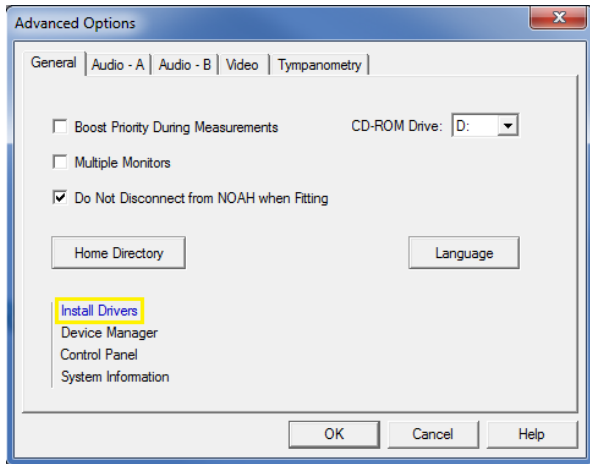 Advanced Options
General Audio - A Audio - B Video Tympanometry
Boost Priority During Measurements CD-ROM Drive: D:
Multiple Monitors
Do Not Disconnect from NOAH when Fitting
Home Directory Language
Install Drivers
Device Manager
Control Panel
System Information
OK Cancel Help